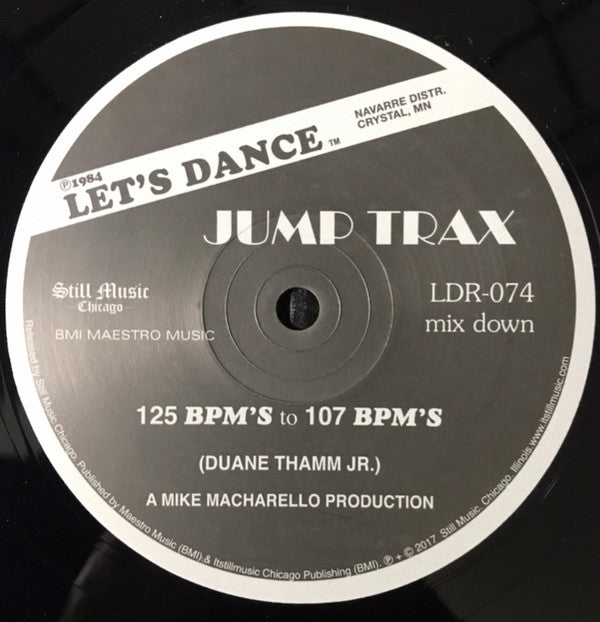 ℗1984
LET'S DANCE ™
NAVARRE DISTR.
CRYSTAL, MN
JUMP TRAX
Still Music
- Chicago -
BMI MAESTRO MUSIC
LDR-074
mix down
125 BPM'S to 107 BPM'S
(DUANE THAMM JR.)
A MIKE MACHARELLO PRODUCTION
Released by Still Music Chicago. Published by Maestro Music (BMI) & Itstillmusic Chicago Publishing (BMI). ℗ + © 2017 Still Music, Chicago, Illinois www.itstillmusic.com